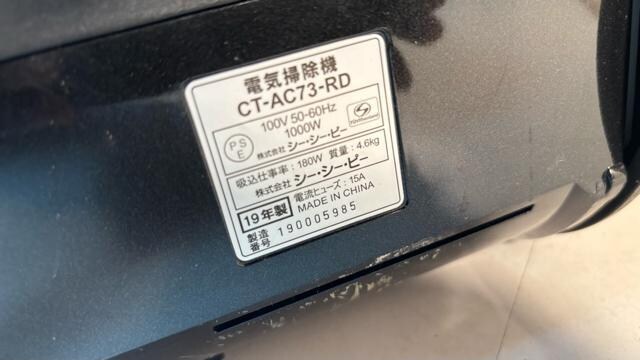 電気掃除機
CT-AC73-RD
100V 50-60Hz
1000W
PS
E
株式会社 シー・シー・ピー
吸込仕事率：180W 質量：4.6kg
株式会社 シー・シー・ピー
19年製 電流ヒューズ：15A
MADE IN CHINA
製造
番号 190005985